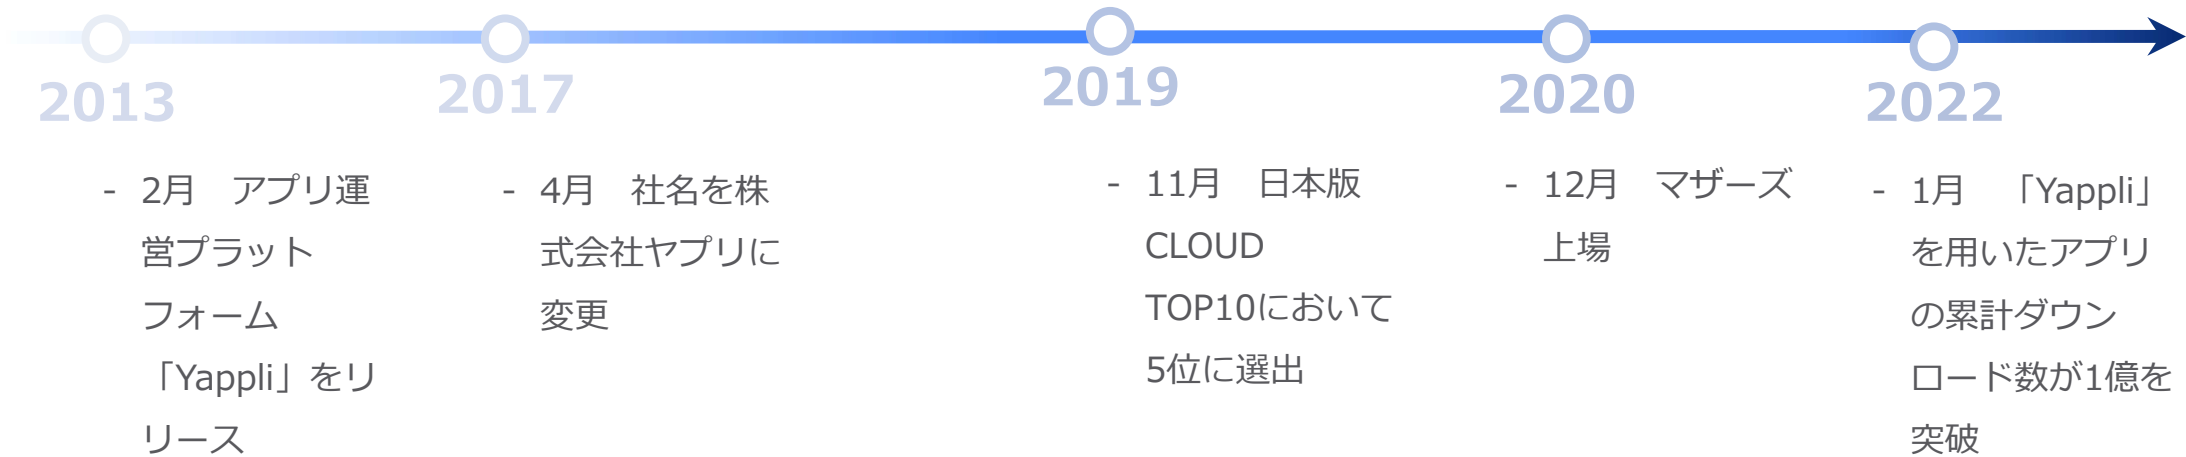 2013
- 2月　アプリ運
営プラット
フォーム
「Yappli」をリ
リース
2017
- 4月　社名を株
式会社ヤプリに
変更
2019
- 11月　日本版
CLOUD
TOP10において
5位に選出
2020
- 12月　マザーズ
上場
2022
- 1月　「Yappli」
を用いたアプリ
の累計ダウン
ロード数が1億を
突破